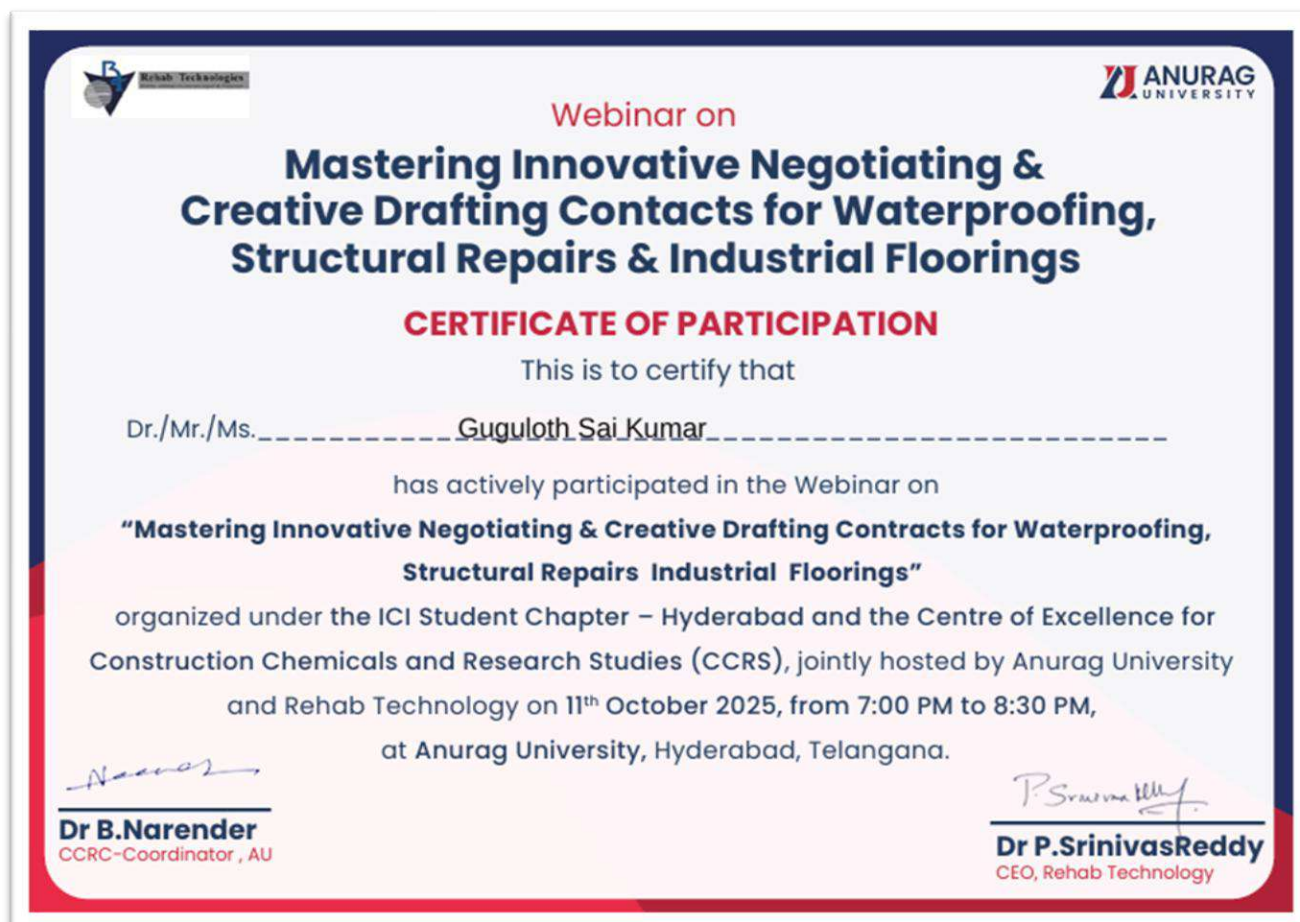 Rehab Technologies
ANURAG
UNIVERSITY
Webinar on
Mastering Innovative Negotiating &
Creative Drafting Contacts for Waterproofing,
Structural Repairs & Industrial Floorings
CERTIFICATE OF PARTICIPATION
This is to certify that
Dr./Mr./Ms. Guguloth Sai Kumar
has actively participated in the Webinar on
“Mastering Innovative Negotiating & Creative Drafting Contracts for Waterproofing,
Structural Repairs Industrial Floorings”
organized under the ICI Student Chapter – Hyderabad and the Centre of Excellence for
Construction Chemicals and Research Studies (CCRS), jointly hosted by Anurag University
and Rehab Technology on 11th October 2025, from 7:00 PM to 8:30 PM,
at Anurag University, Hyderabad, Telangana.
Dr B.Narender
CCRC-Coordinator , AU
Dr P.SrinivasReddy
CEO, Rehab Technology